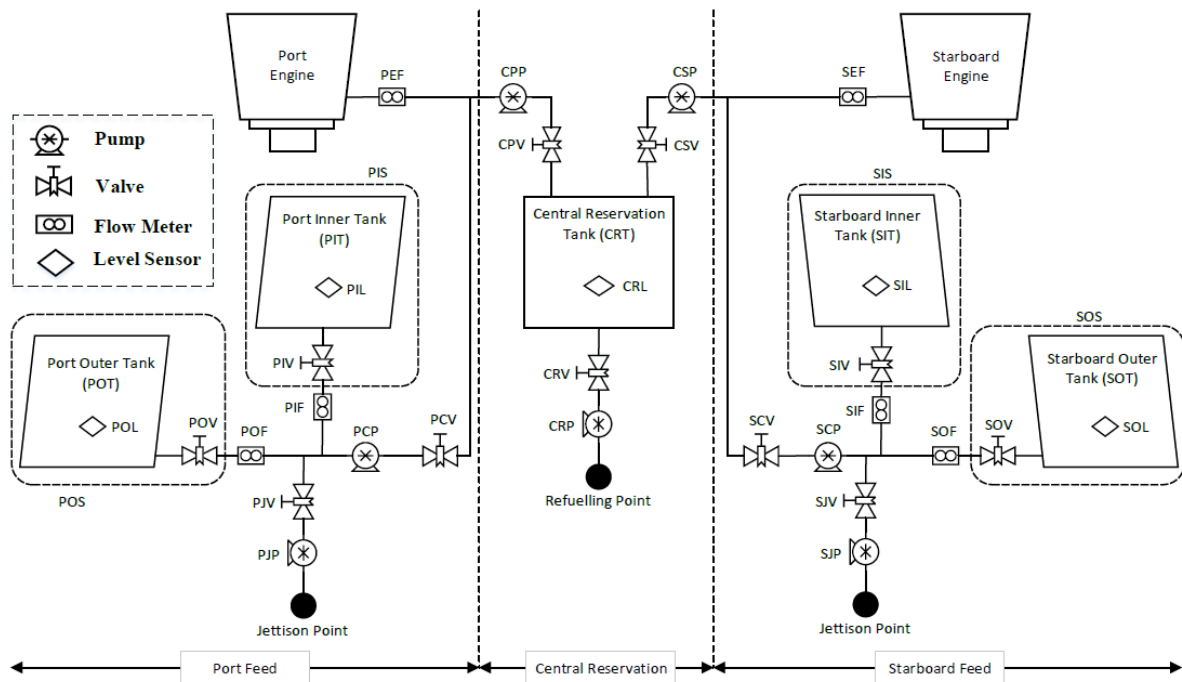 Port
Engine
PEF
CPP
CSP
SEF
Starboard
Engine
Pump
Valve
Flow Meter
Level Sensor
CPV
CSV
PIS
Port Inner Tank
(PIT)
PIL
PIV
PIF
Central Reservation
Tank (CRT)
CRL
SIS
Starboard Inner
Tank (SIT)
SIL
SIV
SIF
Port Outer Tank
(POT)
POL
POV
POS
POF
PCP
PCV
CRV
CRP
Refuelling Point
SCV
SCP
SOF
SOV
SOS
Starboard Outer
Tank (SOT)
SOL
PJV
PJP
Jettison Point
SJV
SJP
Jettison Point
Port Feed
Central Reservation
Starboard Feed